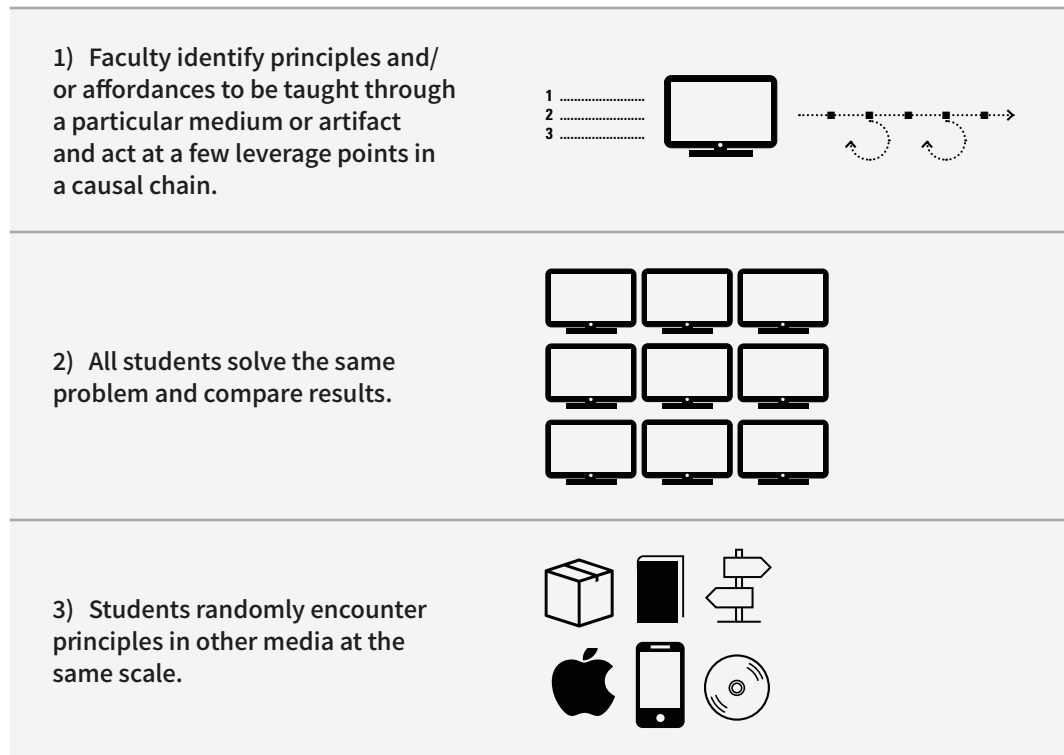 1) Faculty identify principles and/
or affordances to be taught through
a particular medium or artifact
and act at a few leverage points in
a causal chain.
1
2
3
2) All students solve the same
problem and compare results.
3) Students randomly encounter
principles in other media at the
same scale.